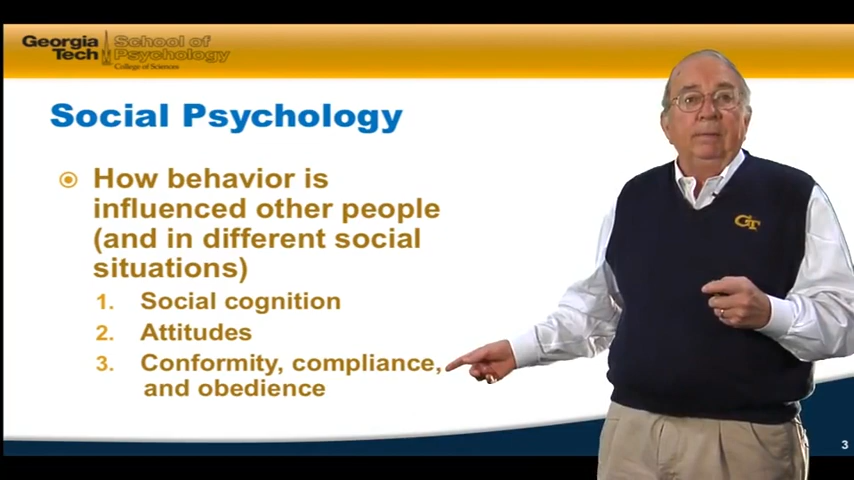 Georgia Tech
School of Psychology
College of Sciences
Social Psychology
How behavior is
influenced other people
(and in different social
situations)
1. Social cognition
2. Attitudes
3. Conformity, compliance,
and obedience
GT
3